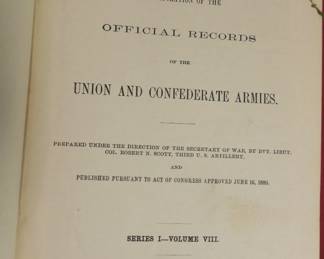 OF THE
OFFICIAL RECORDS
OF THE
UNION AND CONFEDERATE ARMIES.
PREPARED UNDER THE DIRECTION OF THE SECRETARY OF WAR, BY BVT. LIEUT.
COL. ROBERT N. SCOTT, THIRD U. S. ARTILLERY,
AND
PUBLISHED PURSUANT TO ACT OF CONGRESS APPROVED JUNE 16, 1880.
SERIES I—VOLUME VIII.